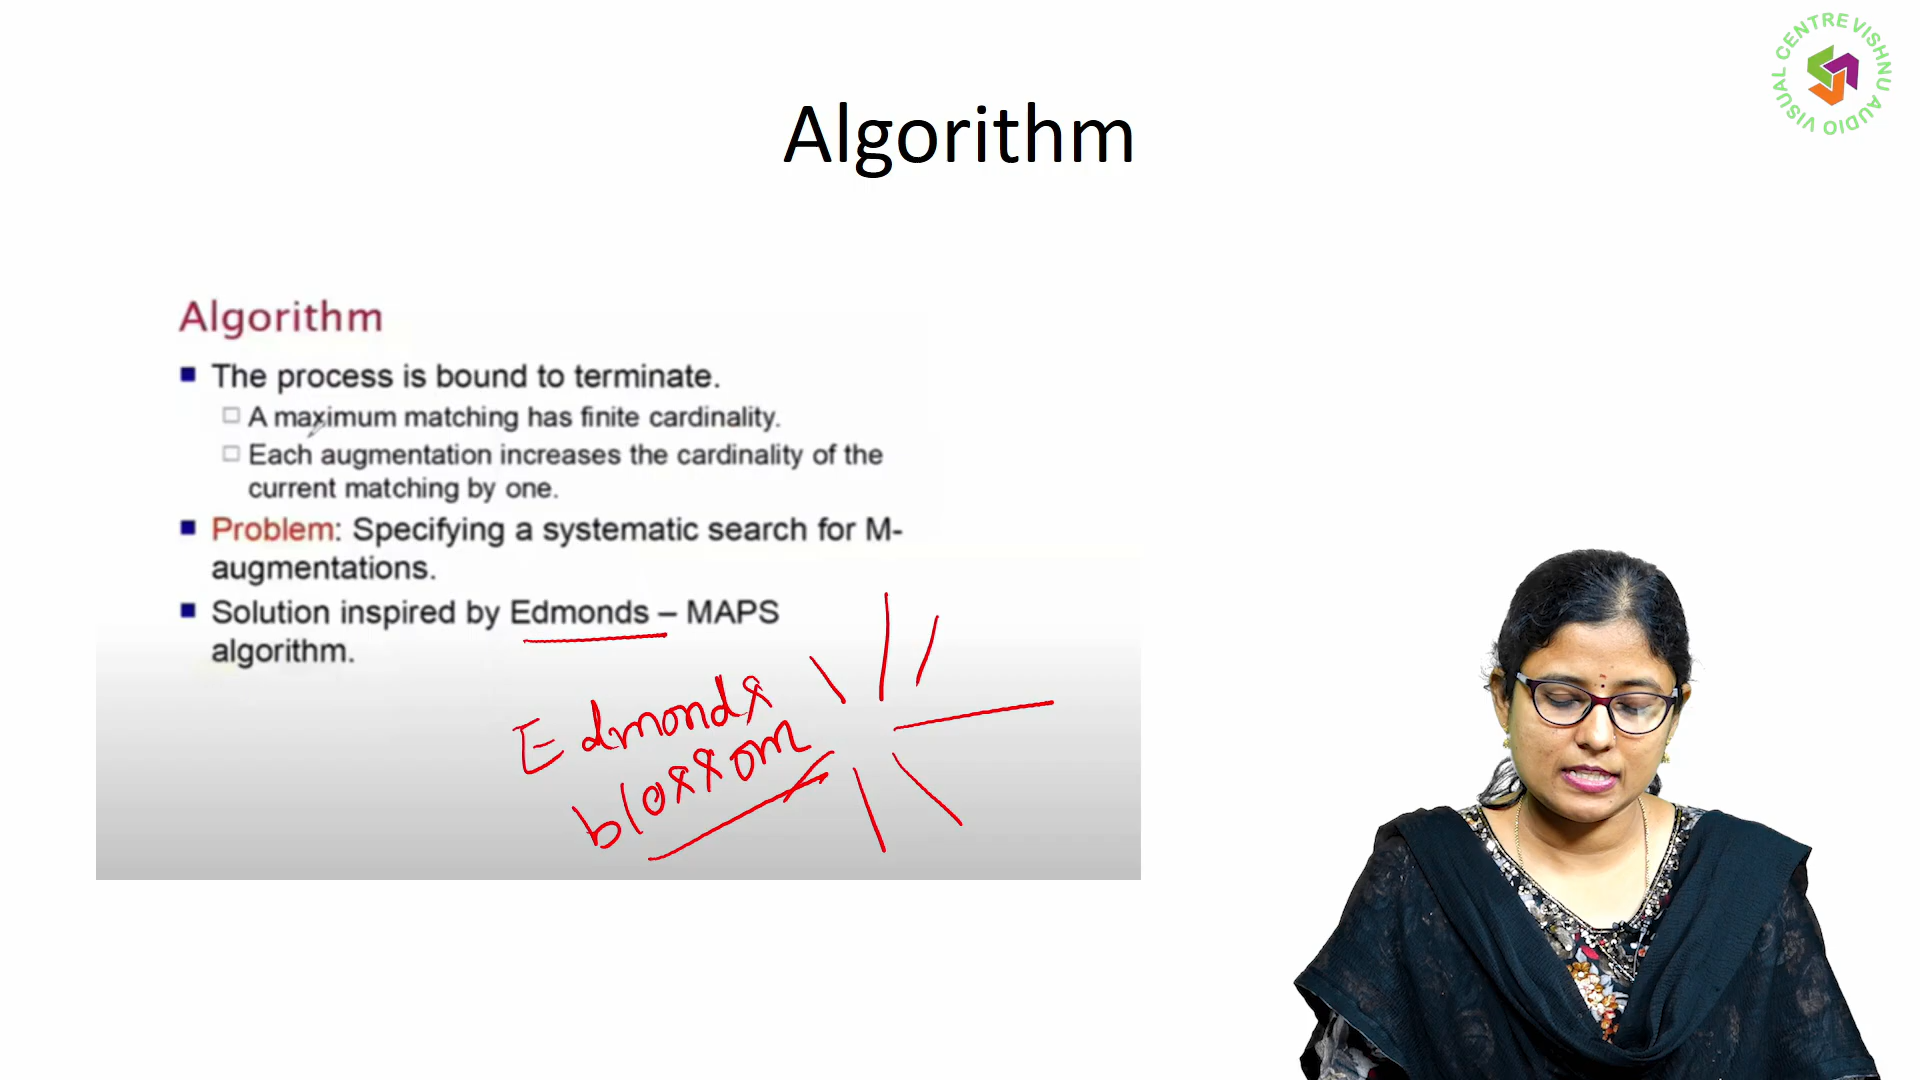 VISHNU AUDIO VISUAL CENTRE
Algorithm
Algorithm
The process is bound to terminate.
A maximum matching has finite cardinality.
Each augmentation increases the cardinality of the
current matching by one.
Problem: Specifying a systematic search for M-
augmentations.
Solution inspired by Edmonds – MAPS
algorithm.
Edmonds
blossom